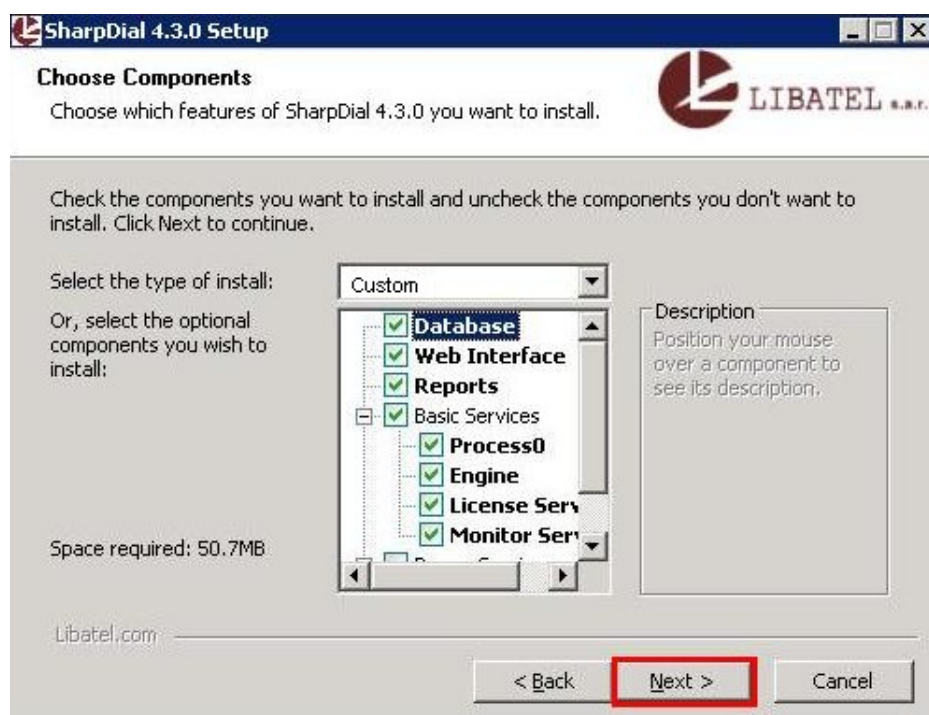 SharpDial 4.3.0 Setup
Choose Components
Choose which features of SharpDial 4.3.0 you want to install.
LIBATEL s.a.r.
Check the components you want to install and uncheck the components you don't want to
install. Click Next to continue.
Select the type of install:
Custom
Or, select the optional
components you wish to
install:
Database
Web Interface
Reports
Basic Services
Process0
Engine
License Serv
Monitor Ser
Description
Position your mouse
over a component to
see its description.
Space required: 50.7MB
Libatel.com
< Back
Next >
Cancel